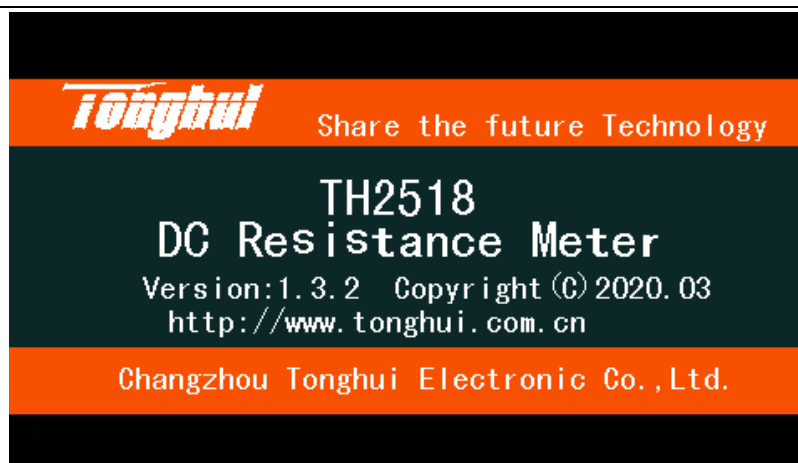 Tonghui
Share the future Technology
TH2518
DC Resistance Meter
Version:1.3.2 Copyright(C)2020.03
http://www.tonghui.com.cn
Changzhou Tonghui Electronic Co.,Ltd.